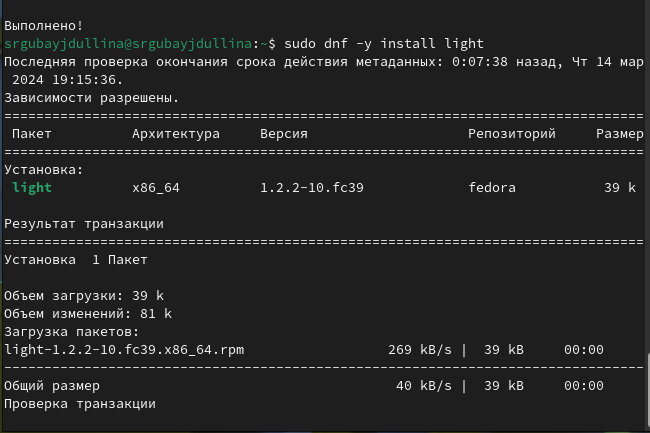 Выполнено!
srgubayjdullina@srgubayjdullina:~$ sudo dnf -y install light
Последняя проверка окончания срока действия метаданных: 0:07:38 назад, Чт 14 мар
 2024 19:15:36.
Зависимости разрешены.
================================================================================
 Пакет          Архитектура     Версия                    Репозиторий     Размер
================================================================================
Установка:
 light          x86_64          1.2.2-10.fc39             fedora           39 k

Результат транзакции
================================================================================
Установка  1 Пакет

Объем загрузки: 39 k
Объем изменений: 81 k
Загрузка пакетов:
light-1.2.2-10.fc39.x86_64.rpm                  269 kB/s |  39 kB     00:00
--------------------------------------------------------------------------------
Общий размер                                     40 kB/s |  39 kB     00:00
Проверка транзакции